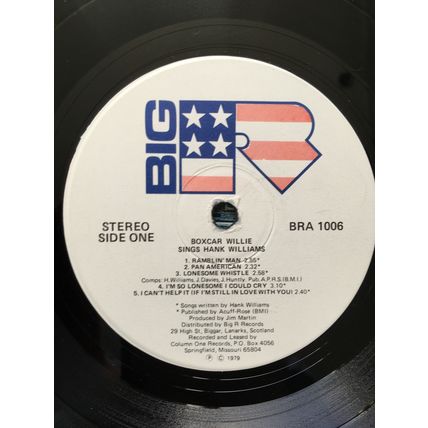 BIG R
STEREO
SIDE ONE
BRA 1006
BOXCAR WILLIE
SINGS HANK WILLIAMS
1. RAMBLIN' MAN 2.55*
2. PAN AMERICAN 2.32*
3. LONESOME WHISTLE 2.58*
Comps: H.Williams, J.Davies, J.Huntly. Pub. A.P.R.S.(B.M.I.)
4. I'M SO LONESOME I COULD CRY 3.10*
5. I CAN'T HELP IT (IF I'M STILL IN LOVE WITH YOU) 2.40*
* Songs written by Hank Williams
* Published by Acuff-Rose (BMI)
Produced by Jim Martin
Distributed by Big R Records
29 High St, Biggar, Lanarks, Scotland
Recorded and Leased by
Column One Records, P.O. Box 4056
Springfield, Missouri 65804
Ⓟ © 1979